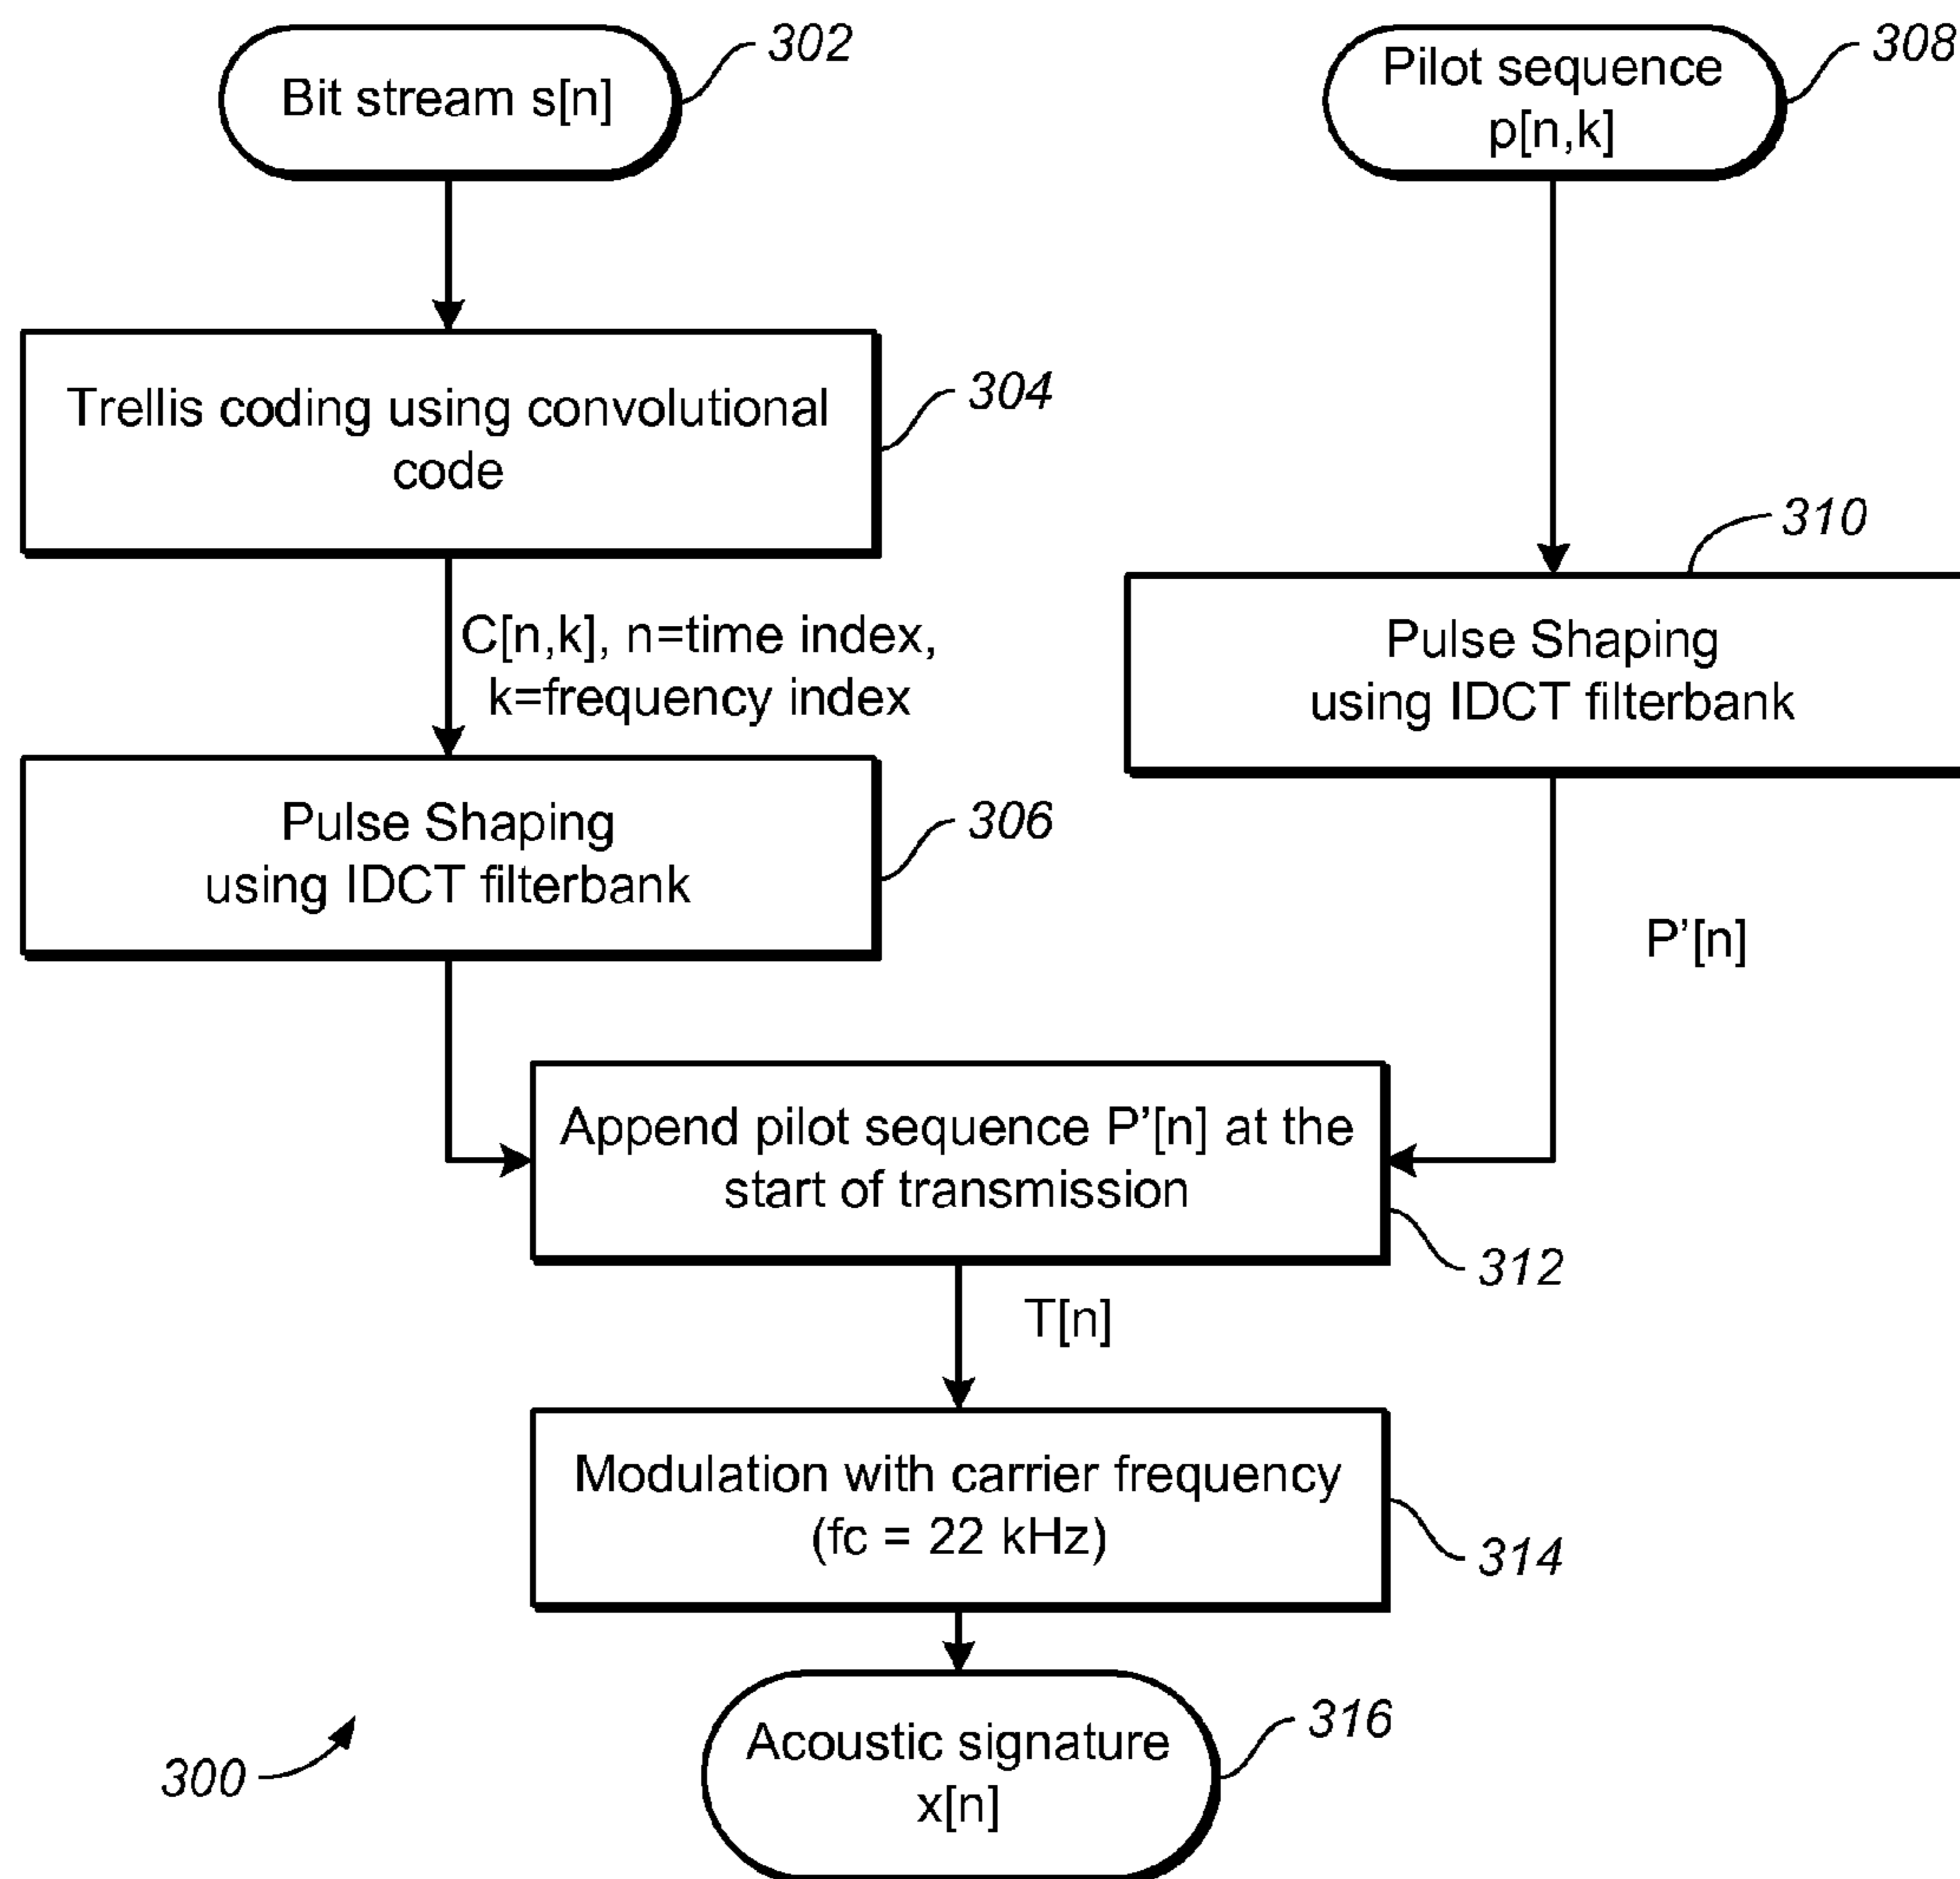 302
Bit stream s[n]
308
Pilot sequence
p[n,k]
304
Trellis coding using convolutional
code
310
C[n,k], n=time index,
k=frequency index
Pulse Shaping
using IDCT filterbank
306
Pulse Shaping
using IDCT filterbank
P'[n]
Append pilot sequence P'[n] at the
start of transmission
312
T[n]
Modulation with carrier frequency
(fc = 22 kHz)
314
316
Acoustic signature
x[n]
300